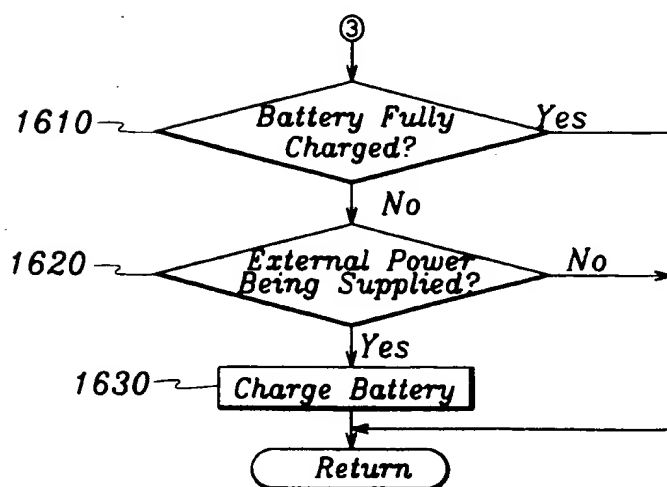 ③
1610
Battery Fully
Charged?
Yes
No
1620
External Power
Being Supplied?
No
Yes
1630
Charge Battery
Return